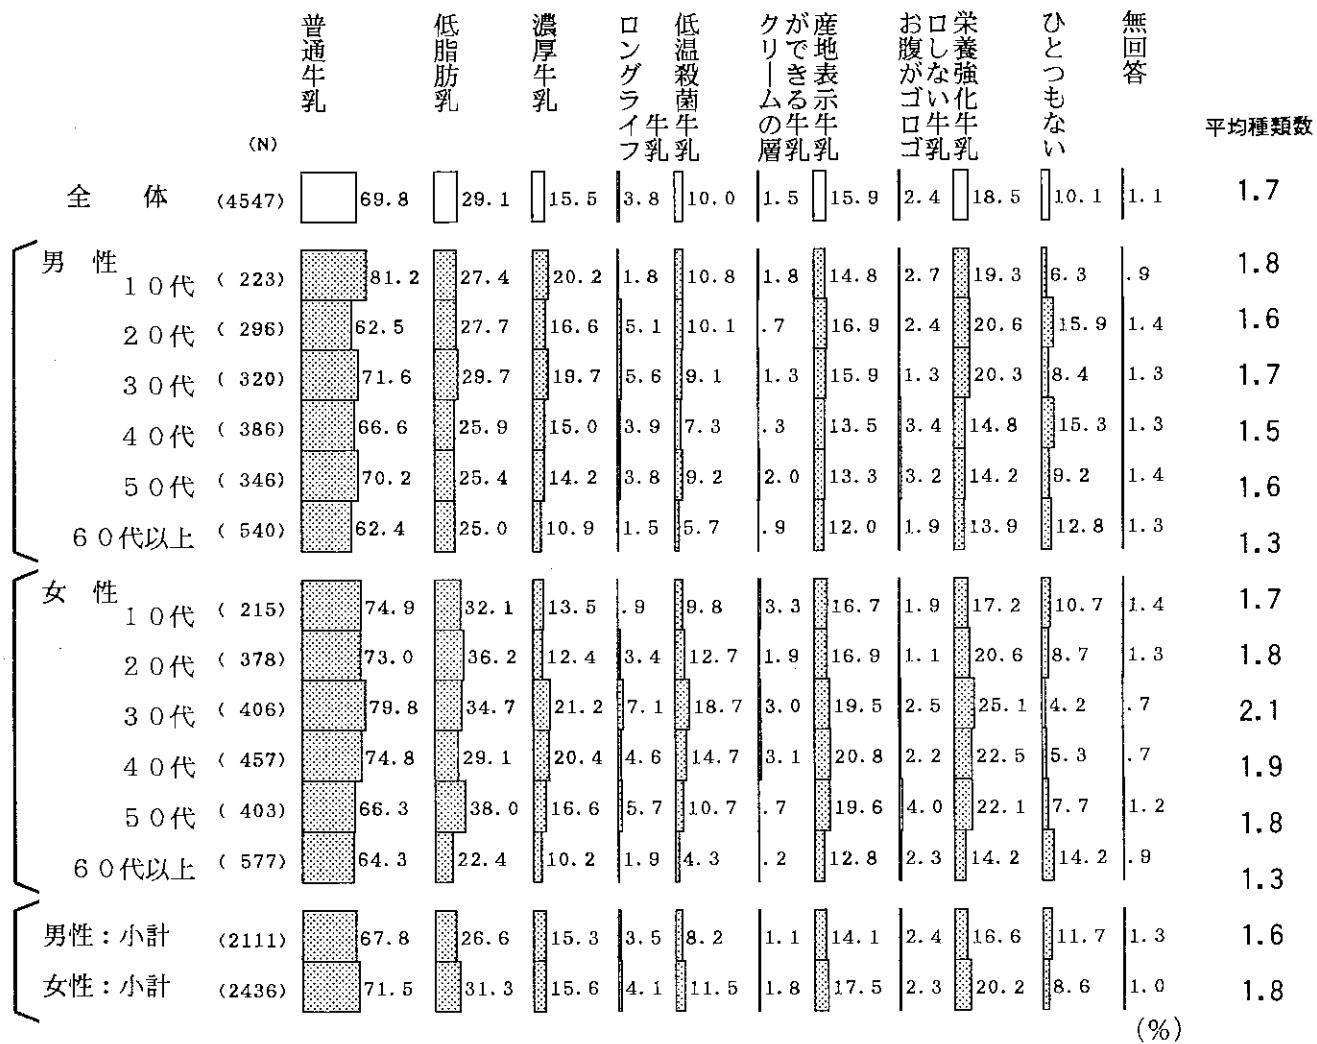 普通牛乳
低脂肪乳
濃厚牛乳
ロングライフ
牛乳
低温殺菌牛乳
クリームの層
ができる牛乳
産地表示牛乳
お腹がゴロゴ
ロしない牛乳
栄養強化牛乳
ひとつもない
無回答
平均種類数
(N)
全 体 (4547) 69.8 29.1 15.5 3.8 10.0 1.5 15.9 2.4 18.5 10.1 1.1 1.7
男 性
10代 ( 223) 81.2 27.4 20.2 1.8 10.8 1.8 14.8 2.7 19.3 6.3 .9 1.8
20代 ( 296) 62.5 27.7 16.6 5.1 10.1 .7 16.9 2.4 20.6 15.9 1.4 1.6
30代 ( 320) 71.6 29.7 19.7 5.6 9.1 1.3 15.9 1.3 20.3 8.4 1.3 1.7
40代 ( 386) 66.6 25.9 15.0 3.9 7.3 .3 13.5 3.4 14.8 15.3 1.3 1.5
50代 ( 346) 70.2 25.4 14.2 3.8 9.2 2.0 13.3 3.2 14.2 9.2 1.4 1.6
60代以上 ( 540) 62.4 25.0 10.9 1.5 5.7 .9 12.0 1.9 13.9 12.8 1.3 1.3
女 性
10代 ( 215) 74.9 32.1 13.5 .9 9.8 3.3 16.7 1.9 17.2 10.7 1.4 1.7
20代 ( 378) 73.0 36.2 12.4 3.4 12.7 1.9 16.9 1.1 20.6 8.7 1.3 1.8
30代 ( 406) 79.8 34.7 21.2 7.1 18.7 3.0 19.5 2.5 25.1 4.2 .7 2.1
40代 ( 457) 74.8 29.1 20.4 4.6 14.7 3.1 20.8 2.2 22.5 5.3 .7 1.9
50代 ( 403) 66.3 38.0 16.6 5.7 10.7 .7 19.6 4.0 22.1 7.7 1.2 1.8
60代以上 ( 577) 64.3 22.4 10.2 1.9 4.3 .2 12.8 2.3 14.2 14.2 .9 1.3
男性：小計 (2111) 67.8 26.6 15.3 3.5 8.2 1.1 14.1 2.4 16.6 11.7 1.3 1.6
女性：小計 (2436) 71.5 31.3 15.6 4.1 11.5 1.8 17.5 2.3 20.2 8.6 1.0 1.8
(%)